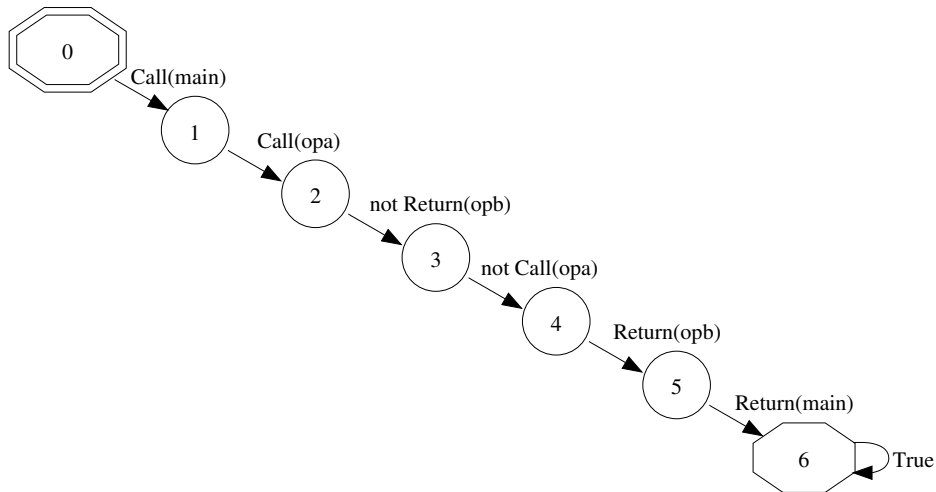 0
Call(main)
1
Call(opa)
2
not Return(opb)
3
not Call(opa)
4
Return(opb)
5
Return(main)
6
True